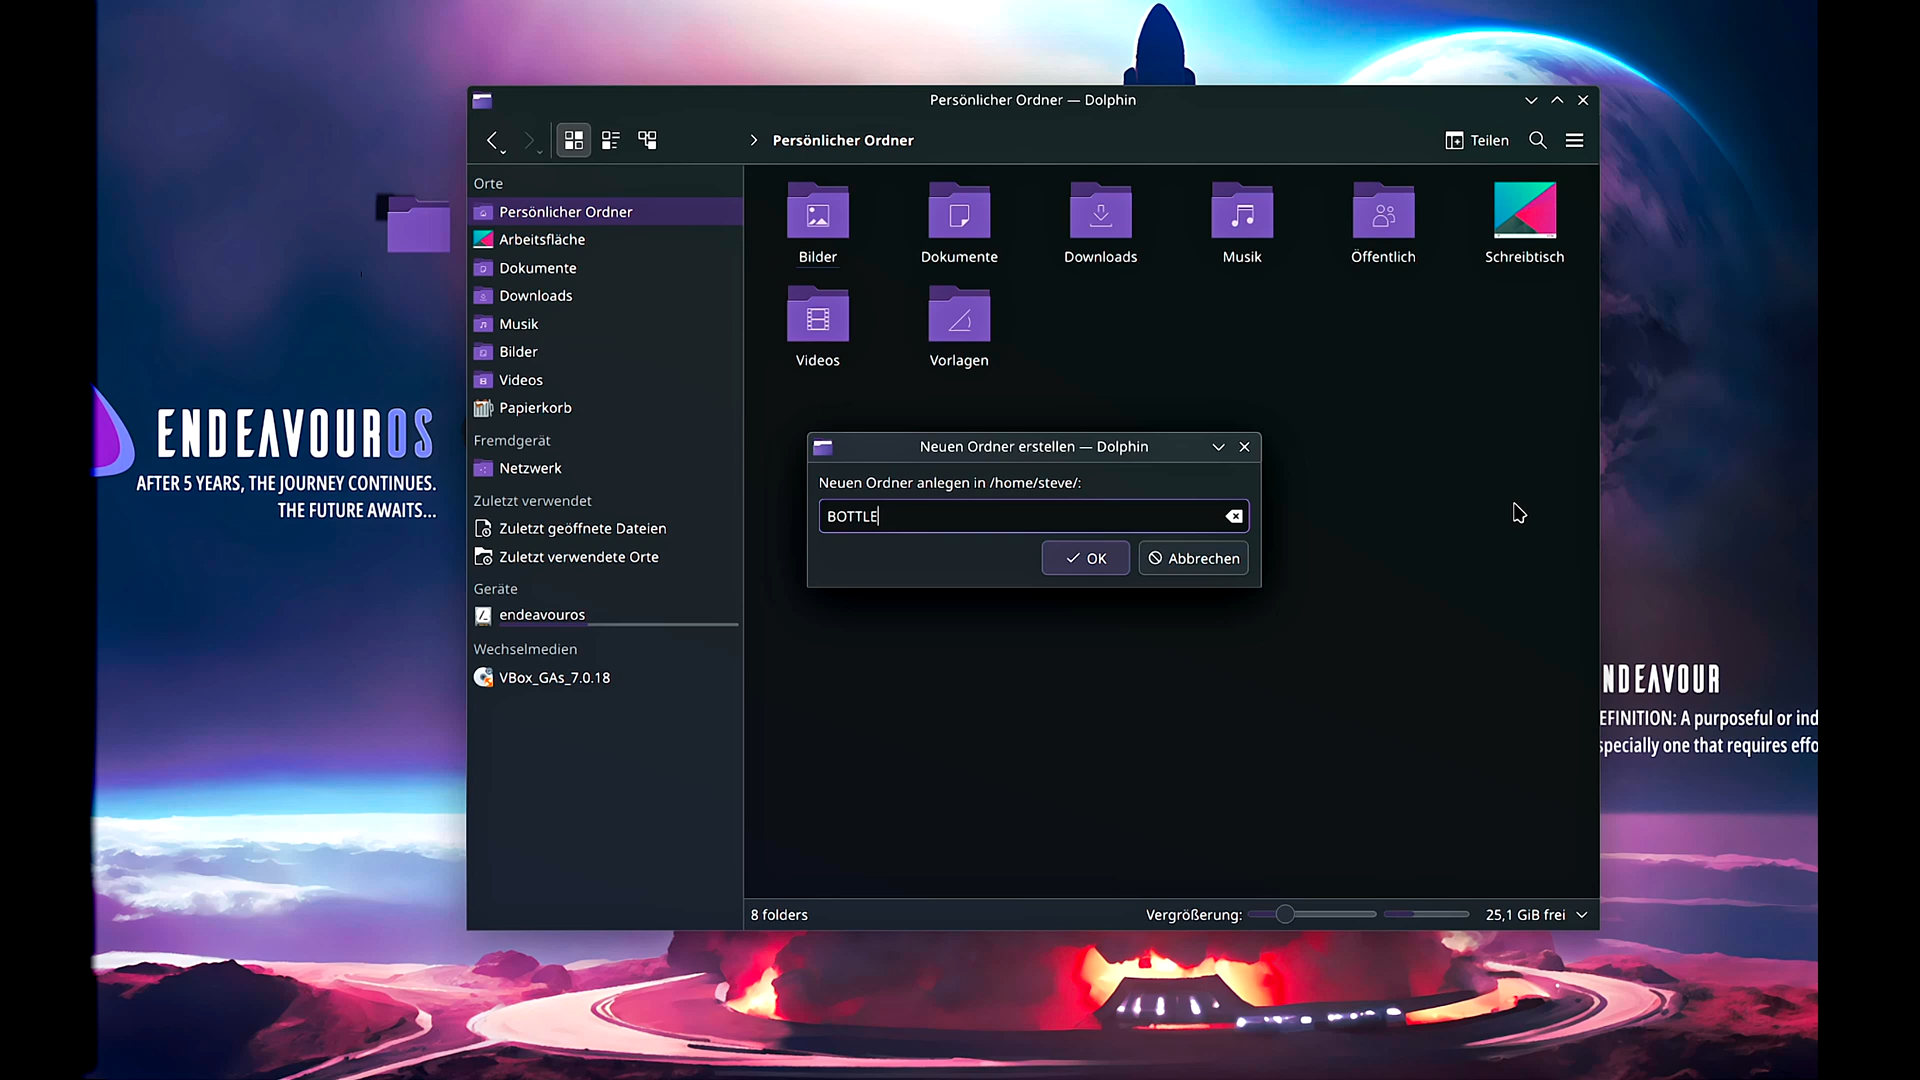 Persönlicher Ordner — Dolphin
Persönlicher Ordner
Teilen
Orte
Persönlicher Ordner
Arbeitsfläche
Dokumente
Downloads
Musik
Bilder
Videos
Papierkorb
Fremdgerät
Netzwerk
Zuletzt verwendet
Zuletzt geöffnete Dateien
Zuletzt verwendete Orte
Geräte
endeavouros
Wechselmedien
VBox_GAs_7.0.18
Bilder
Dokumente
Downloads
Musik
Öffentlich
Schreibtisch
Videos
Vorlagen
Neuen Ordner erstellen — Dolphin
Neuen Ordner anlegen in /home/steve/:
BOTTLE
OK
Abbrechen
8 folders
Vergrößerung:
25,1 GiB frei
ENDEAVOUROS
AFTER 5 YEARS, THE JOURNEY CONTINUES.
THE FUTURE AWAITS...
NDEAVOUR
EFINITION: A purposeful or ind
specially one that requires effo